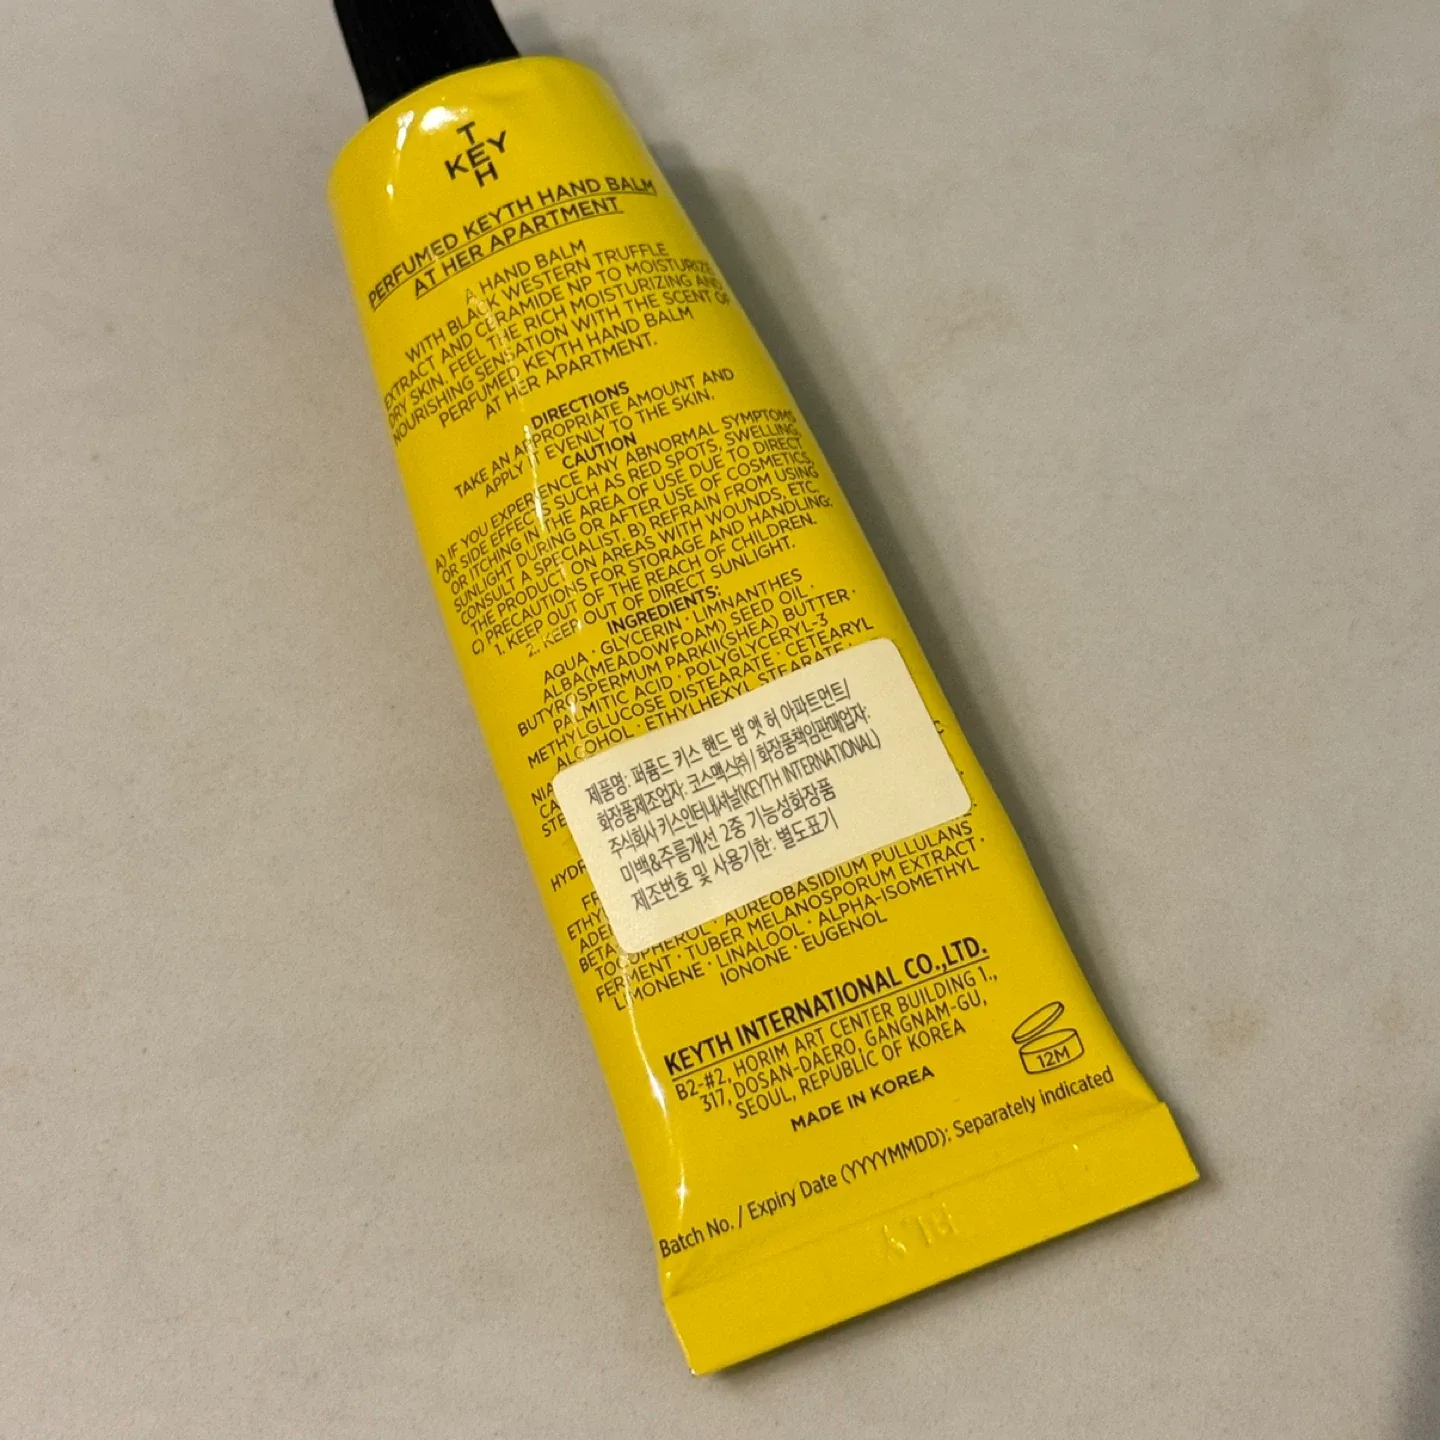 T
KEY
H
PERFUMED KEYTH HAND BALM
AT HER APARTMENT
A HAND BALM
WITH BLACK WESTERN TRUFFLE
EXTRACT AND CERAMIDE NP TO MOISTURIZE
DRY SKIN. FEEL THE RICH MOISTURIZING AND
NOURISHING SENSATION WITH THE SCENT OF
PERFUMED KEYTH HAND BALM
AT HER APARTMENT.
DIRECTIONS
TAKE AN APPROPRIATE AMOUNT AND
APPLY IT EVENLY TO THE SKIN.
CAUTION
A) IF YOU EXPERIENCE ANY ABNORMAL SYMPTOMS
OR SIDE EFFECTS SUCH AS RED SPOTS, SWELLING
OR ITCHING IN THE AREA OF USE DUE TO DIRECT
SUNLIGHT DURING OR AFTER USE OF COSMETICS,
CONSULT A SPECIALIST. B) REFRAIN FROM USING
THE PRODUCT ON AREAS WITH WOUNDS, ETC.
C) PRECAUTIONS FOR STORAGE AND HANDLING:
1. KEEP OUT OF THE REACH OF CHILDREN.
2. KEEP OUT OF DIRECT SUNLIGHT.
INGREDIENTS:
AQUA · GLYCERIN · LIMNANTHES
ALBA(MEADOWFOAM) SEED OIL ·
BUTYROSPERMUM PARKII(SHEA) BUTTER ·
PALMITIC ACID · POLYGLYCERYL-3
METHYLGLUCOSE DISTEARATE · CETEARYL
ALCOHOL · ETHYLHEXYL STEARATE ·
제품명: 퍼퓸드 키스 핸드 밤 앳 허 아파트먼트/
화장품제조업자: 코스맥스㈜/ 화장품책임판매업자:
주식회사 키스인터내셔널(KEYTH INTERNATIONAL)
미백&주름개선 2중 기능성화장품
제조번호 및 사용기한: 별도표기
TOCOPHEROL · AUREOBASIDIUM PULLULANS
FERMENT · TUBER MELANOSPORUM EXTRACT ·
LIMONENE · LINALOOL · ALPHA-ISOMETHYL
IONONE · EUGENOL
KEYTH INTERNATIONAL CO.,LTD.
B2-#2, HORIM ART CENTER BUILDING 1.,
317, DOSAN-DAERO, GANGNAM-GU,
SEOUL, REPUBLIC OF KOREA
MADE IN KOREA
12M
Batch No. / Expiry Date (YYYYMMDD): Separately indicated